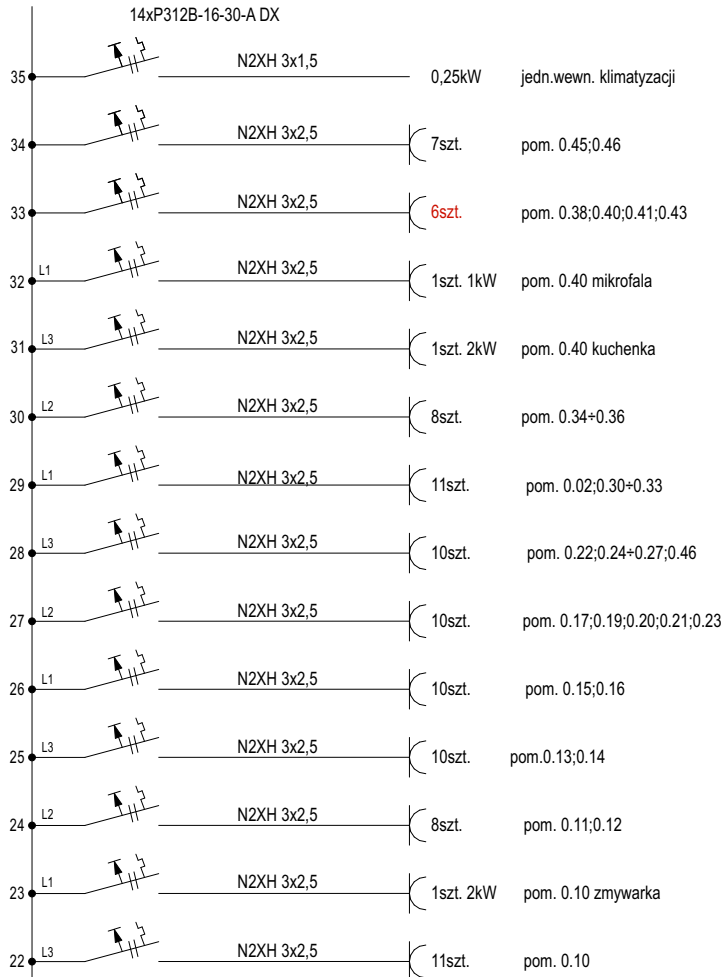 14xP312B-16-30-A DX
35 N2XH 3x1,5 0,25kW jedn.wewn. klimatyzacji
34 N2XH 3x2,5 7szt. pom. 0.45;0.46
33 N2XH 3x2,5 6szt. pom. 0.38;0.40;0.41;0.43
32 L1 N2XH 3x2,5 1szt. 1kW pom. 0.40 mikrofala
31 L3 N2XH 3x2,5 1szt. 2kW pom. 0.40 kuchenka
30 L2 N2XH 3x2,5 8szt. pom. 0.34÷0.36
29 L1 N2XH 3x2,5 11szt. pom. 0.02;0.30÷0.33
28 L3 N2XH 3x2,5 10szt. pom. 0.22;0.24÷0.27;0.46
27 L2 N2XH 3x2,5 10szt. pom. 0.17;0.19;0.20;0.21;0.23
26 L1 N2XH 3x2,5 10szt. pom. 0.15;0.16
25 L3 N2XH 3x2,5 10szt. pom.0.13;0.14
24 L2 N2XH 3x2,5 8szt. pom. 0.11;0.12
23 L1 N2XH 3x2,5 1szt. 2kW pom. 0.10 zmywarka
22 L3 N2XH 3x2,5 11szt. pom. 0.10